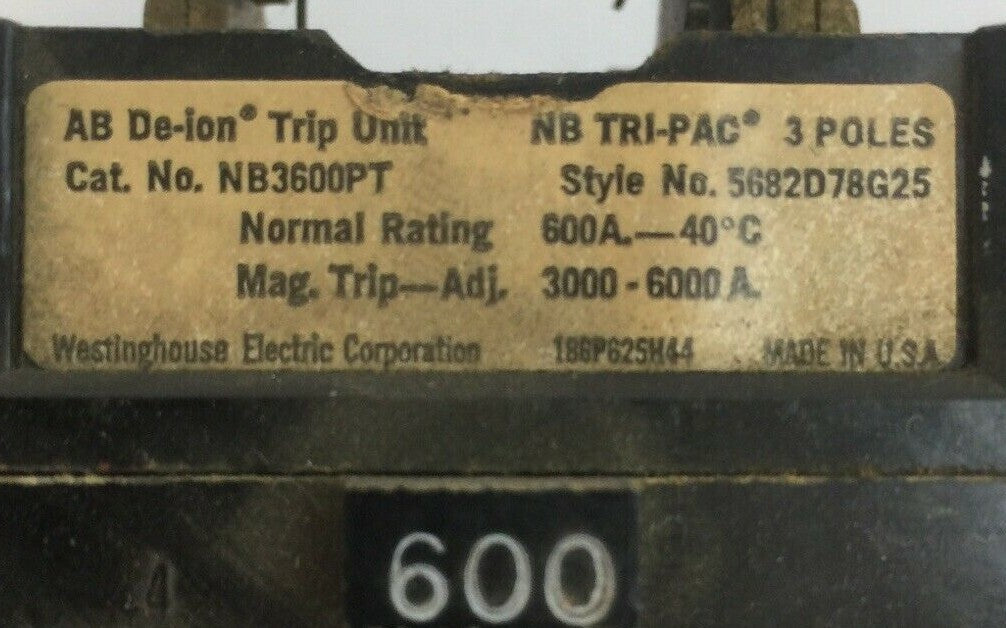 AB De-ion® Trip Unit NB TRI-PAC® 3 POLES
Cat. No. NB3600PT Style No. 5682D78G25
Normal Rating 600A.—40°C
Mag. Trip—Adj. 3000 - 6000 A.
Westinghouse Electric Corporation 186P625H44 MADE IN U.S.A.
600